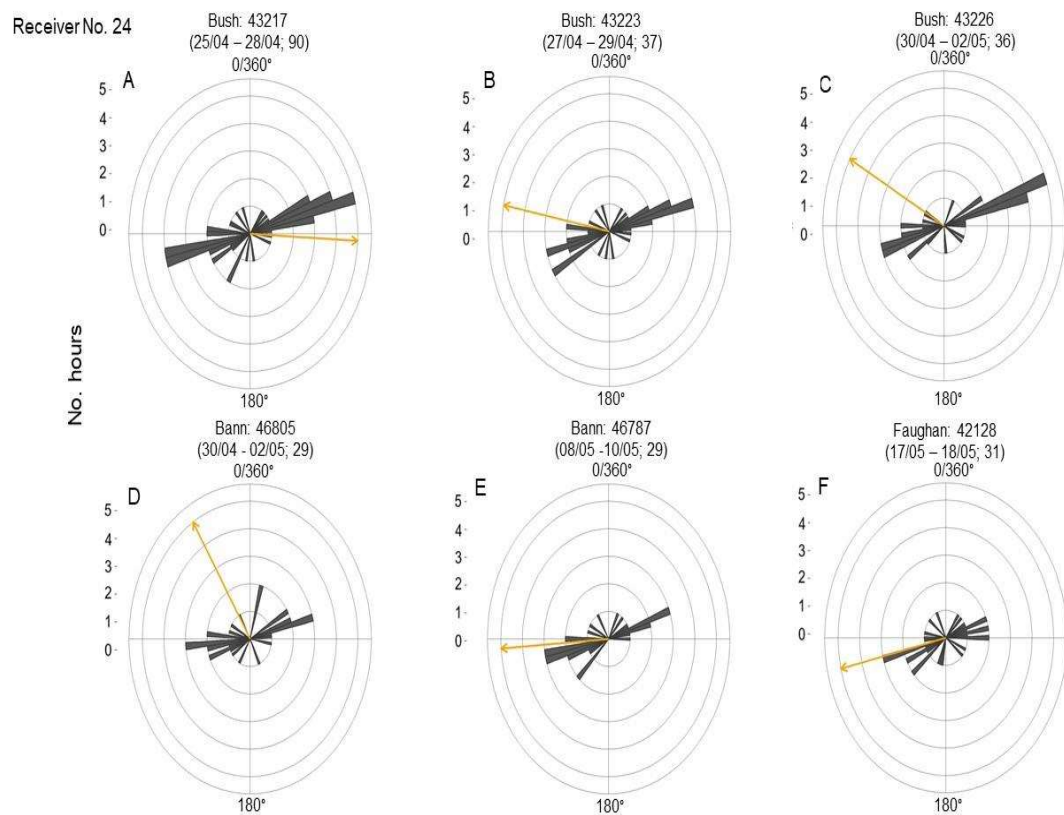 Receiver No. 24
Bush: 43217
(25/04 – 28/04; 90)
0/360°
A
5
4
3
2
1
0
180°
Bush: 43223
(27/04 – 29/04; 37)
0/360°
B
5
4
3
2
1
0
180°
Bush: 43226
(30/04 – 02/05; 36)
0/360°
C
5
4
3
2
1
0
180°
No. hours
Bann: 46805
(30/04 - 02/05; 29)
0/360°
D
5
4
3
2
1
0
180°
Bann: 46787
(08/05 -10/05; 29)
0/360°
E
5
4
3
2
1
0
180°
Faughan: 42128
(17/05 – 18/05; 31)
0/360°
F
5
4
3
2
1
0
180°